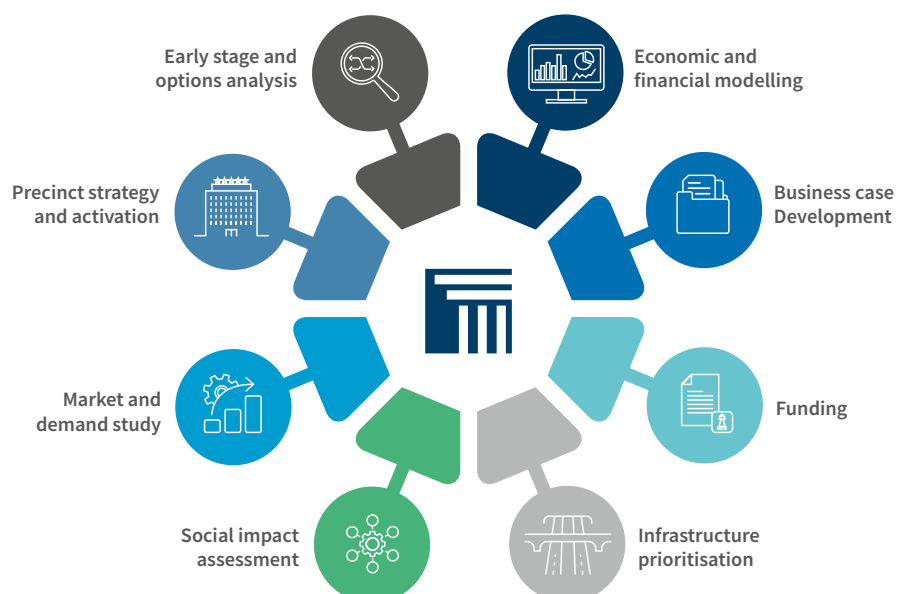 Early stage and
options analysis
Economic and
financial modelling
Precinct strategy
and activation
Business case
Development
Market and
demand study
Funding
Social impact
assessment
Infrastructure
prioritisation